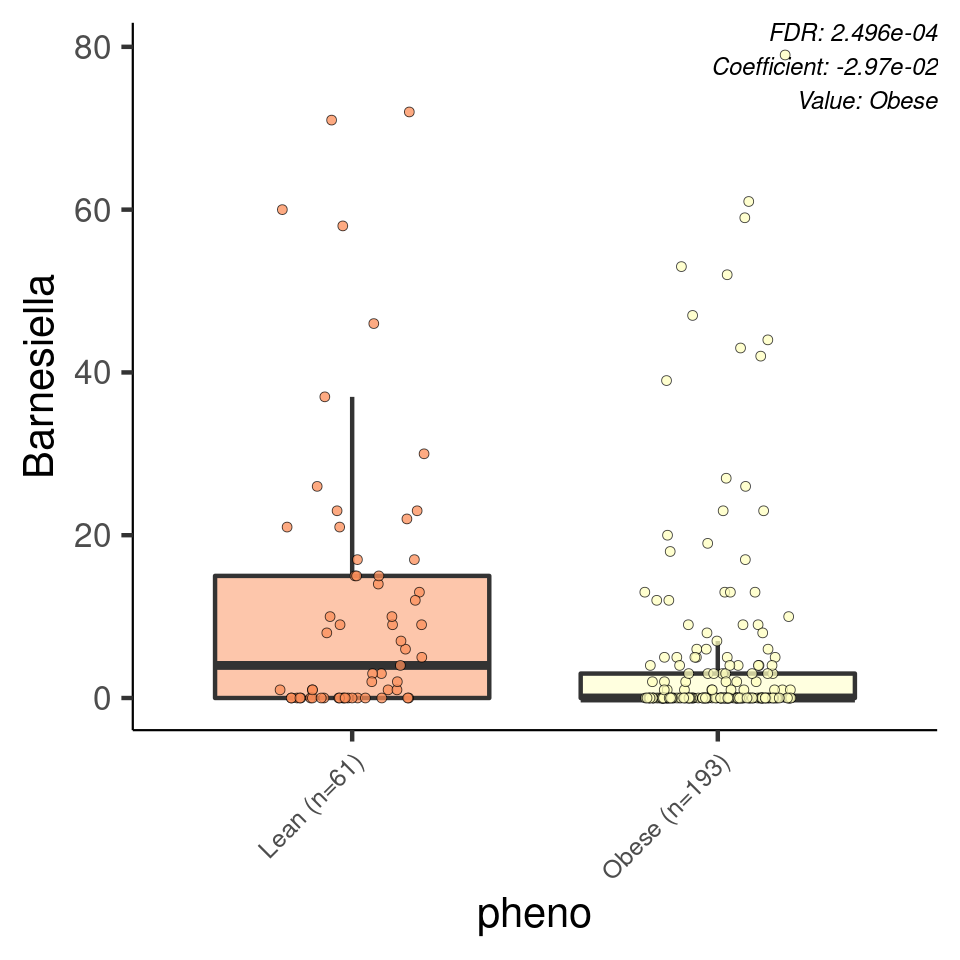 FDR: 2.496e-04
Coefficient: -2.97e-02
Value: Obese
80
60
40
20
0
Barnesiella
Lean (n=61)
Obese (n=193)
pheno